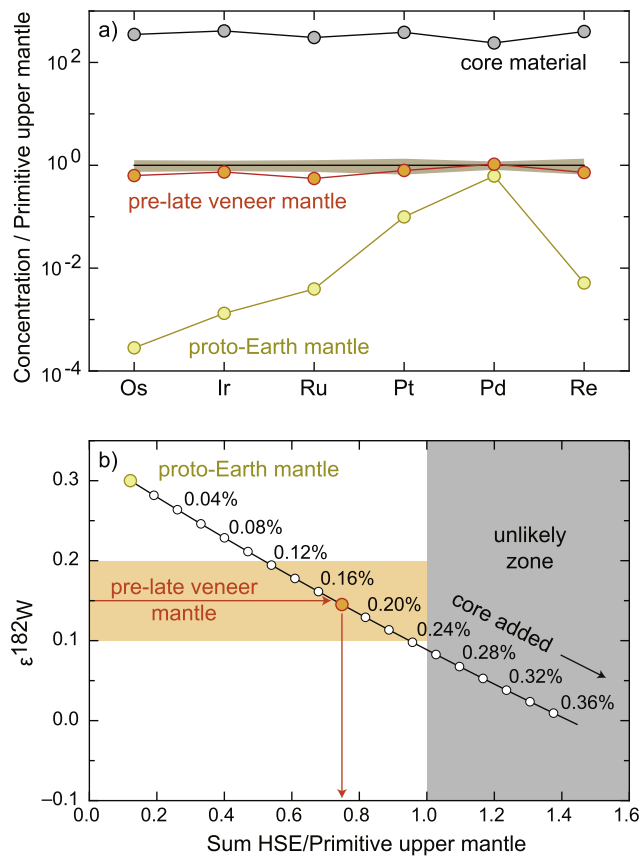 a)
core material
pre-late veneer mantle
proto-Earth mantle
Concentration / Primitive upper mantle
10²
10⁰
10⁻²
10⁻⁴
Os Ir Ru Pt Pd Re
b)
proto-Earth mantle
0.04%
0.08%
0.12%
0.16%
0.20%
0.24%
0.28%
0.32%
0.36%
pre-late veneer
mantle
unlikely
zone
core added
ε¹⁸²W
0.3
0.2
0.1
0.0
–0.1
0.0 0.2 0.4 0.6 0.8 1.0 1.2 1.4 1.6
Sum HSE/Primitive upper mantle